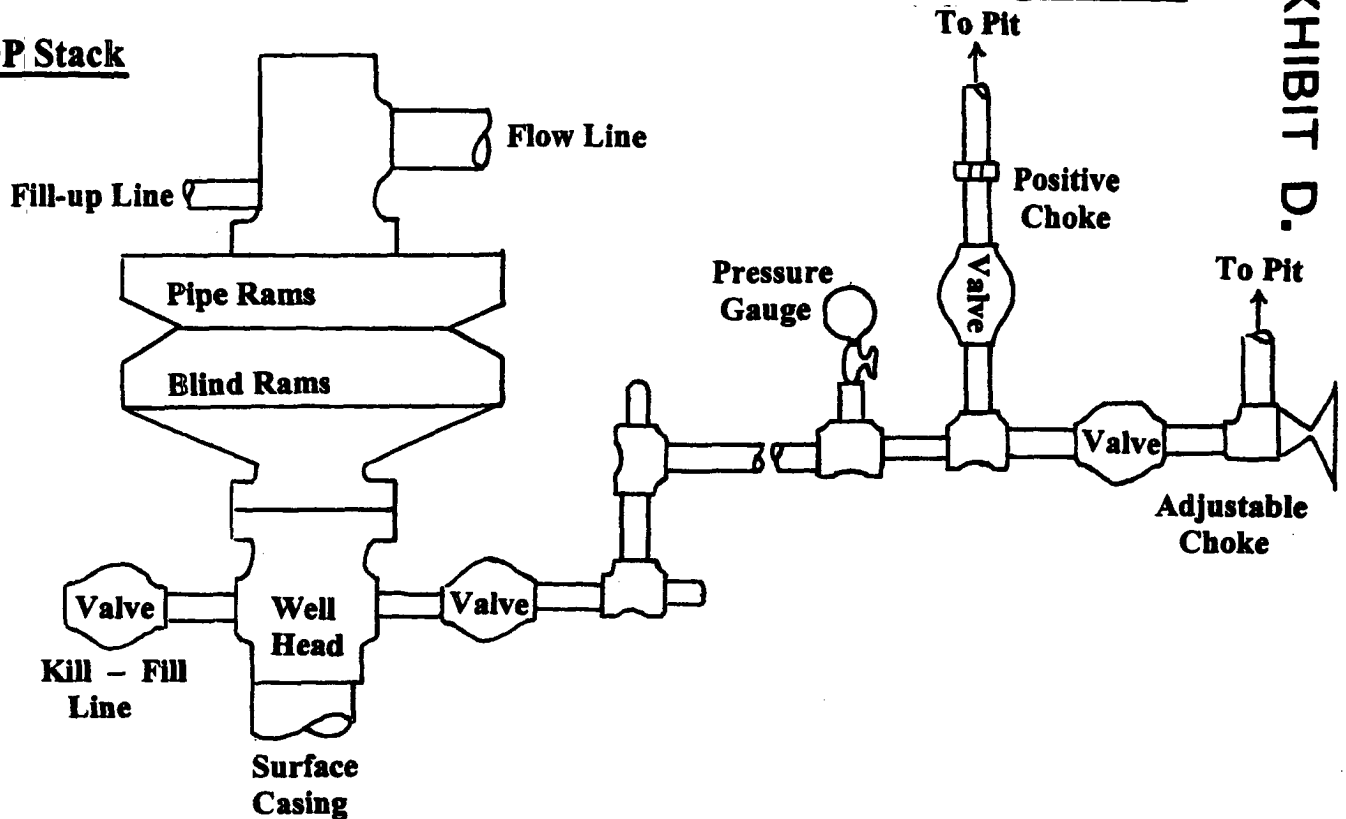 P Stack
To Pit
EXHIBIT D.
Flow Line
Fill-up Line
Positive
Choke
Valve
Pressure
Gauge
To Pit
Pipe Rams
Blind Rams
Valve
Adjustable
Choke
Valve
Well
Head
Valve
Kill – Fill
Line
Surface
Casing